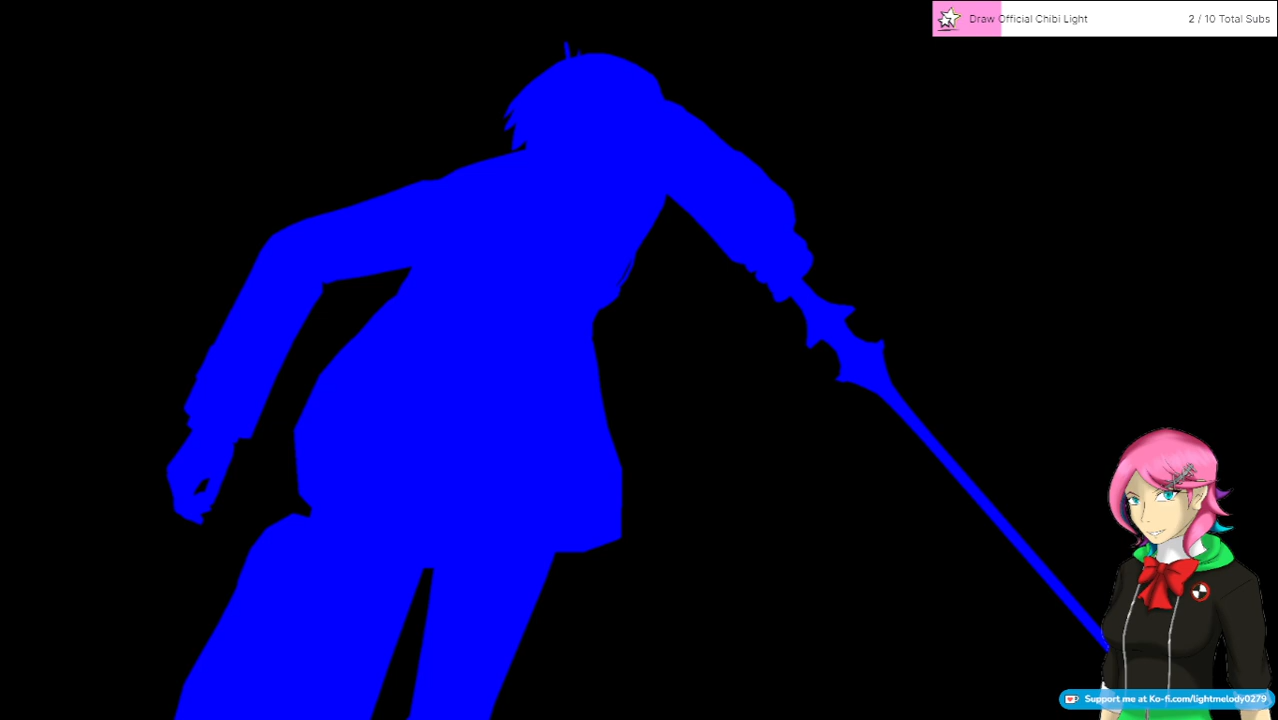 Draw Official Chibi Light 2 / 10 Total Subs
Support me at Ko-fi.com/lightmelody0279